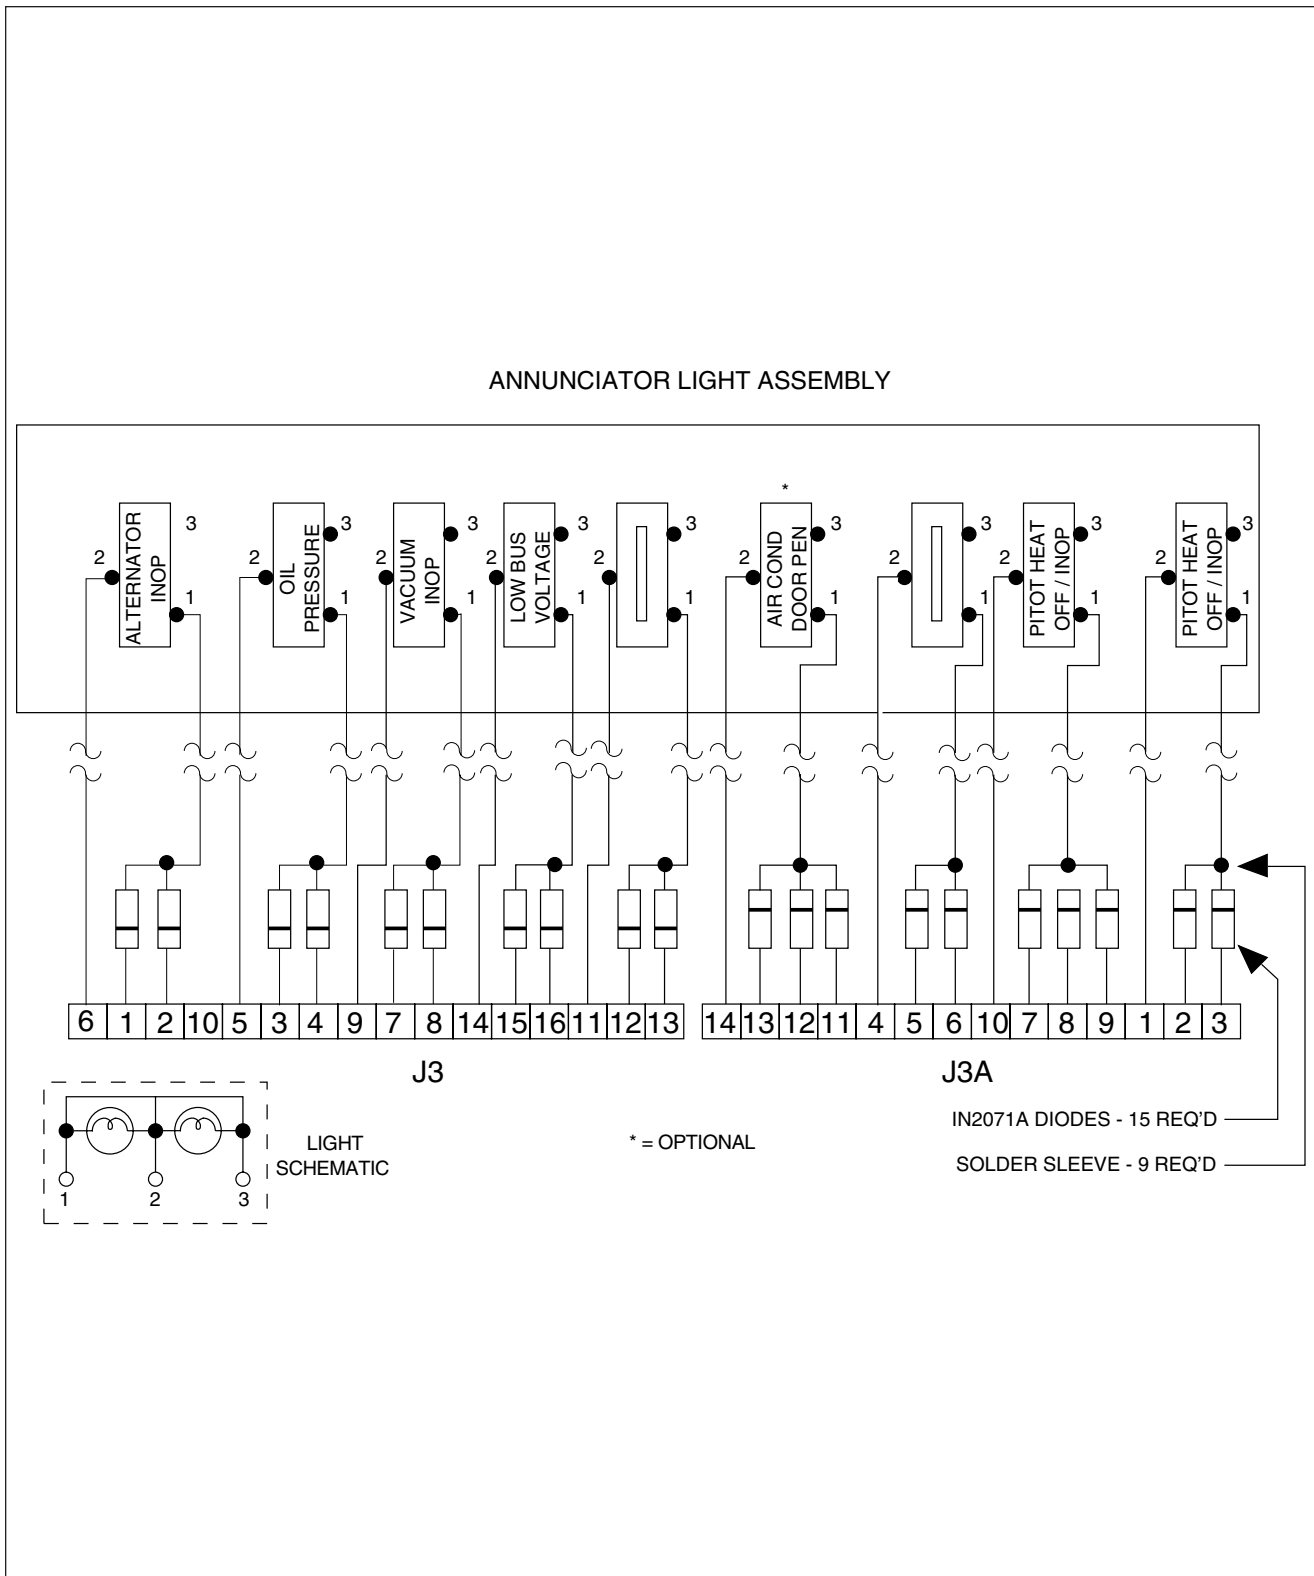 ANNUNCIATOR LIGHT ASSEMBLY
*
ALTERNATOR
INOP
3
2
1
OIL
PRESSURE
3
2
1
VACUUM
INOP
3
2
1
LOW BUS
VOLTAGE
3
2
1
3
2
1
AIR COND
DOOR PEN
3
2
1
3
2
1
PITOT HEAT
OFF / INOP
3
2
1
PITOT HEAT
OFF / INOP
3
2
1
6 1 2 10 5 3 4 9 7 8 14 15 16 11 12 13
14 13 12 11 4 5 6 10 7 8 9 1 2 3
J3
J3A
IN2071A DIODES - 15 REQ'D
SOLDER SLEEVE - 9 REQ'D
* = OPTIONAL
LIGHT
SCHEMATIC
1 2 3